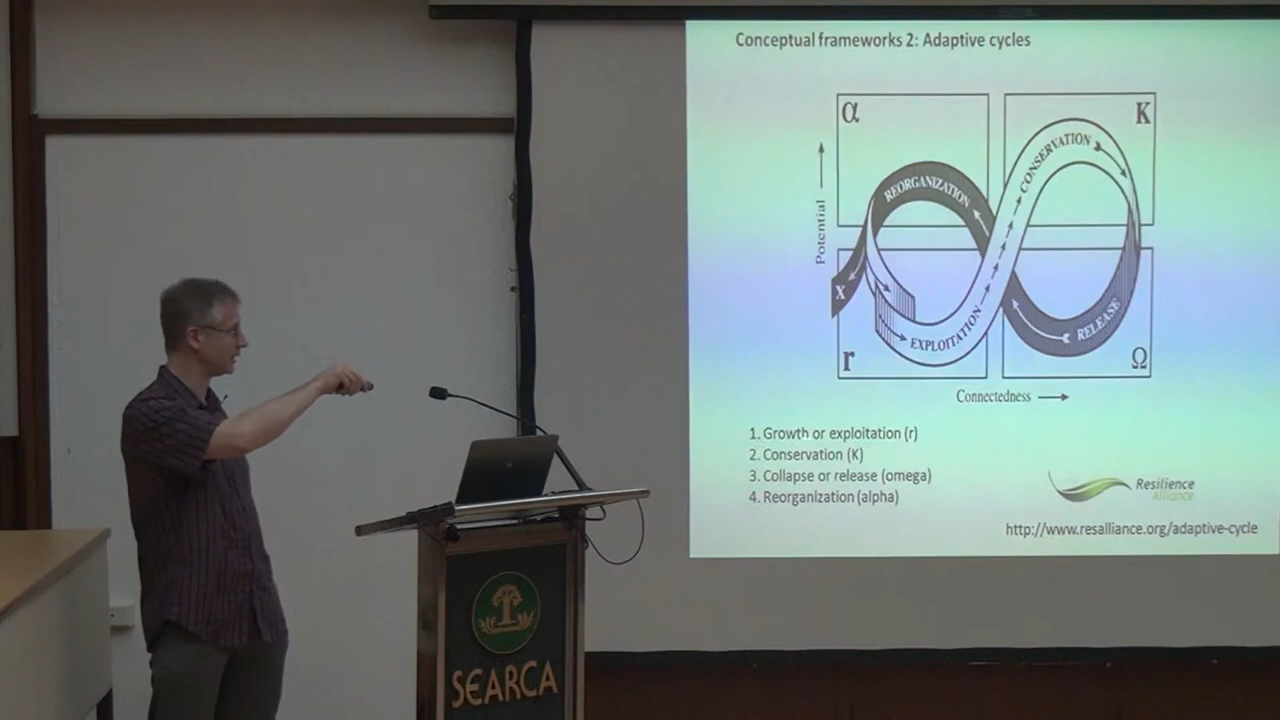 Conceptual frameworks 2: Adaptive cycles
α
K
REORGANIZATION
CONSERVATION
Potential
x
EXPLOITATION
RELEASE
r
Ω
Connectedness
1. Growth or exploitation (r)
2. Conservation (K)
3. Collapse or release (omega)
4. Reorganization (alpha)
Resilience
Alliance
http://www.resalliance.org/adaptive-cycle
SEARCA